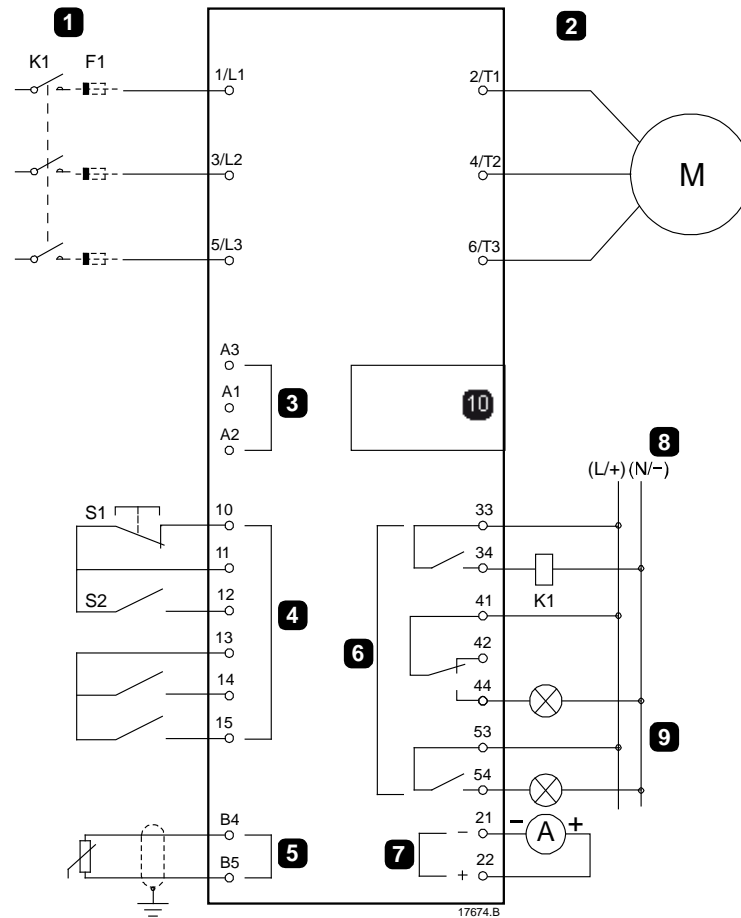 1
2
K1 F1
1/L1
2/T1
3/L2
4/T2
M
5/L3
6/T3
A3
A1
3
10
A2
8
(L/+) (N/−)
S1
10
33
11
34
S2
12
K1
4
41
13
6
42
14
44
15
53
9
54
B4
21
− A +
5
7
−
B5
22
+
17674.B